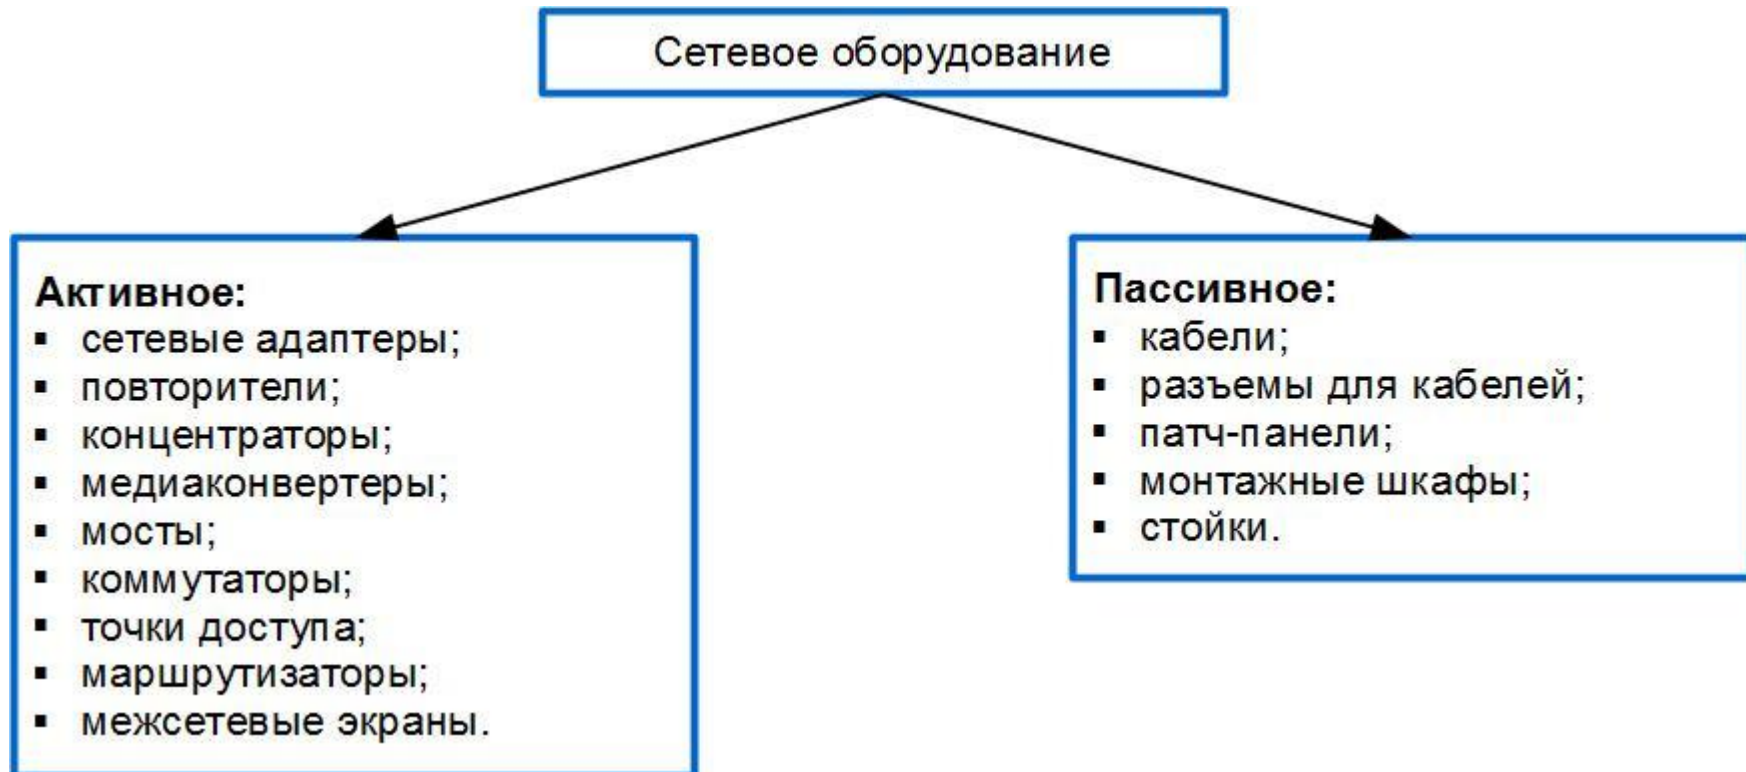 Сетевое оборудование
Активное:
▪ сетевые адаптеры;
▪ повторители;
▪ концентраторы;
▪ медиаконвертеры;
▪ мосты;
▪ коммутаторы;
▪ точки доступа;
▪ маршрутизаторы;
▪ межсетевые экраны.
Пассивное:
▪ кабели;
▪ разъемы для кабелей;
▪ патч-панели;
▪ монтажные шкафы;
▪ стойки.